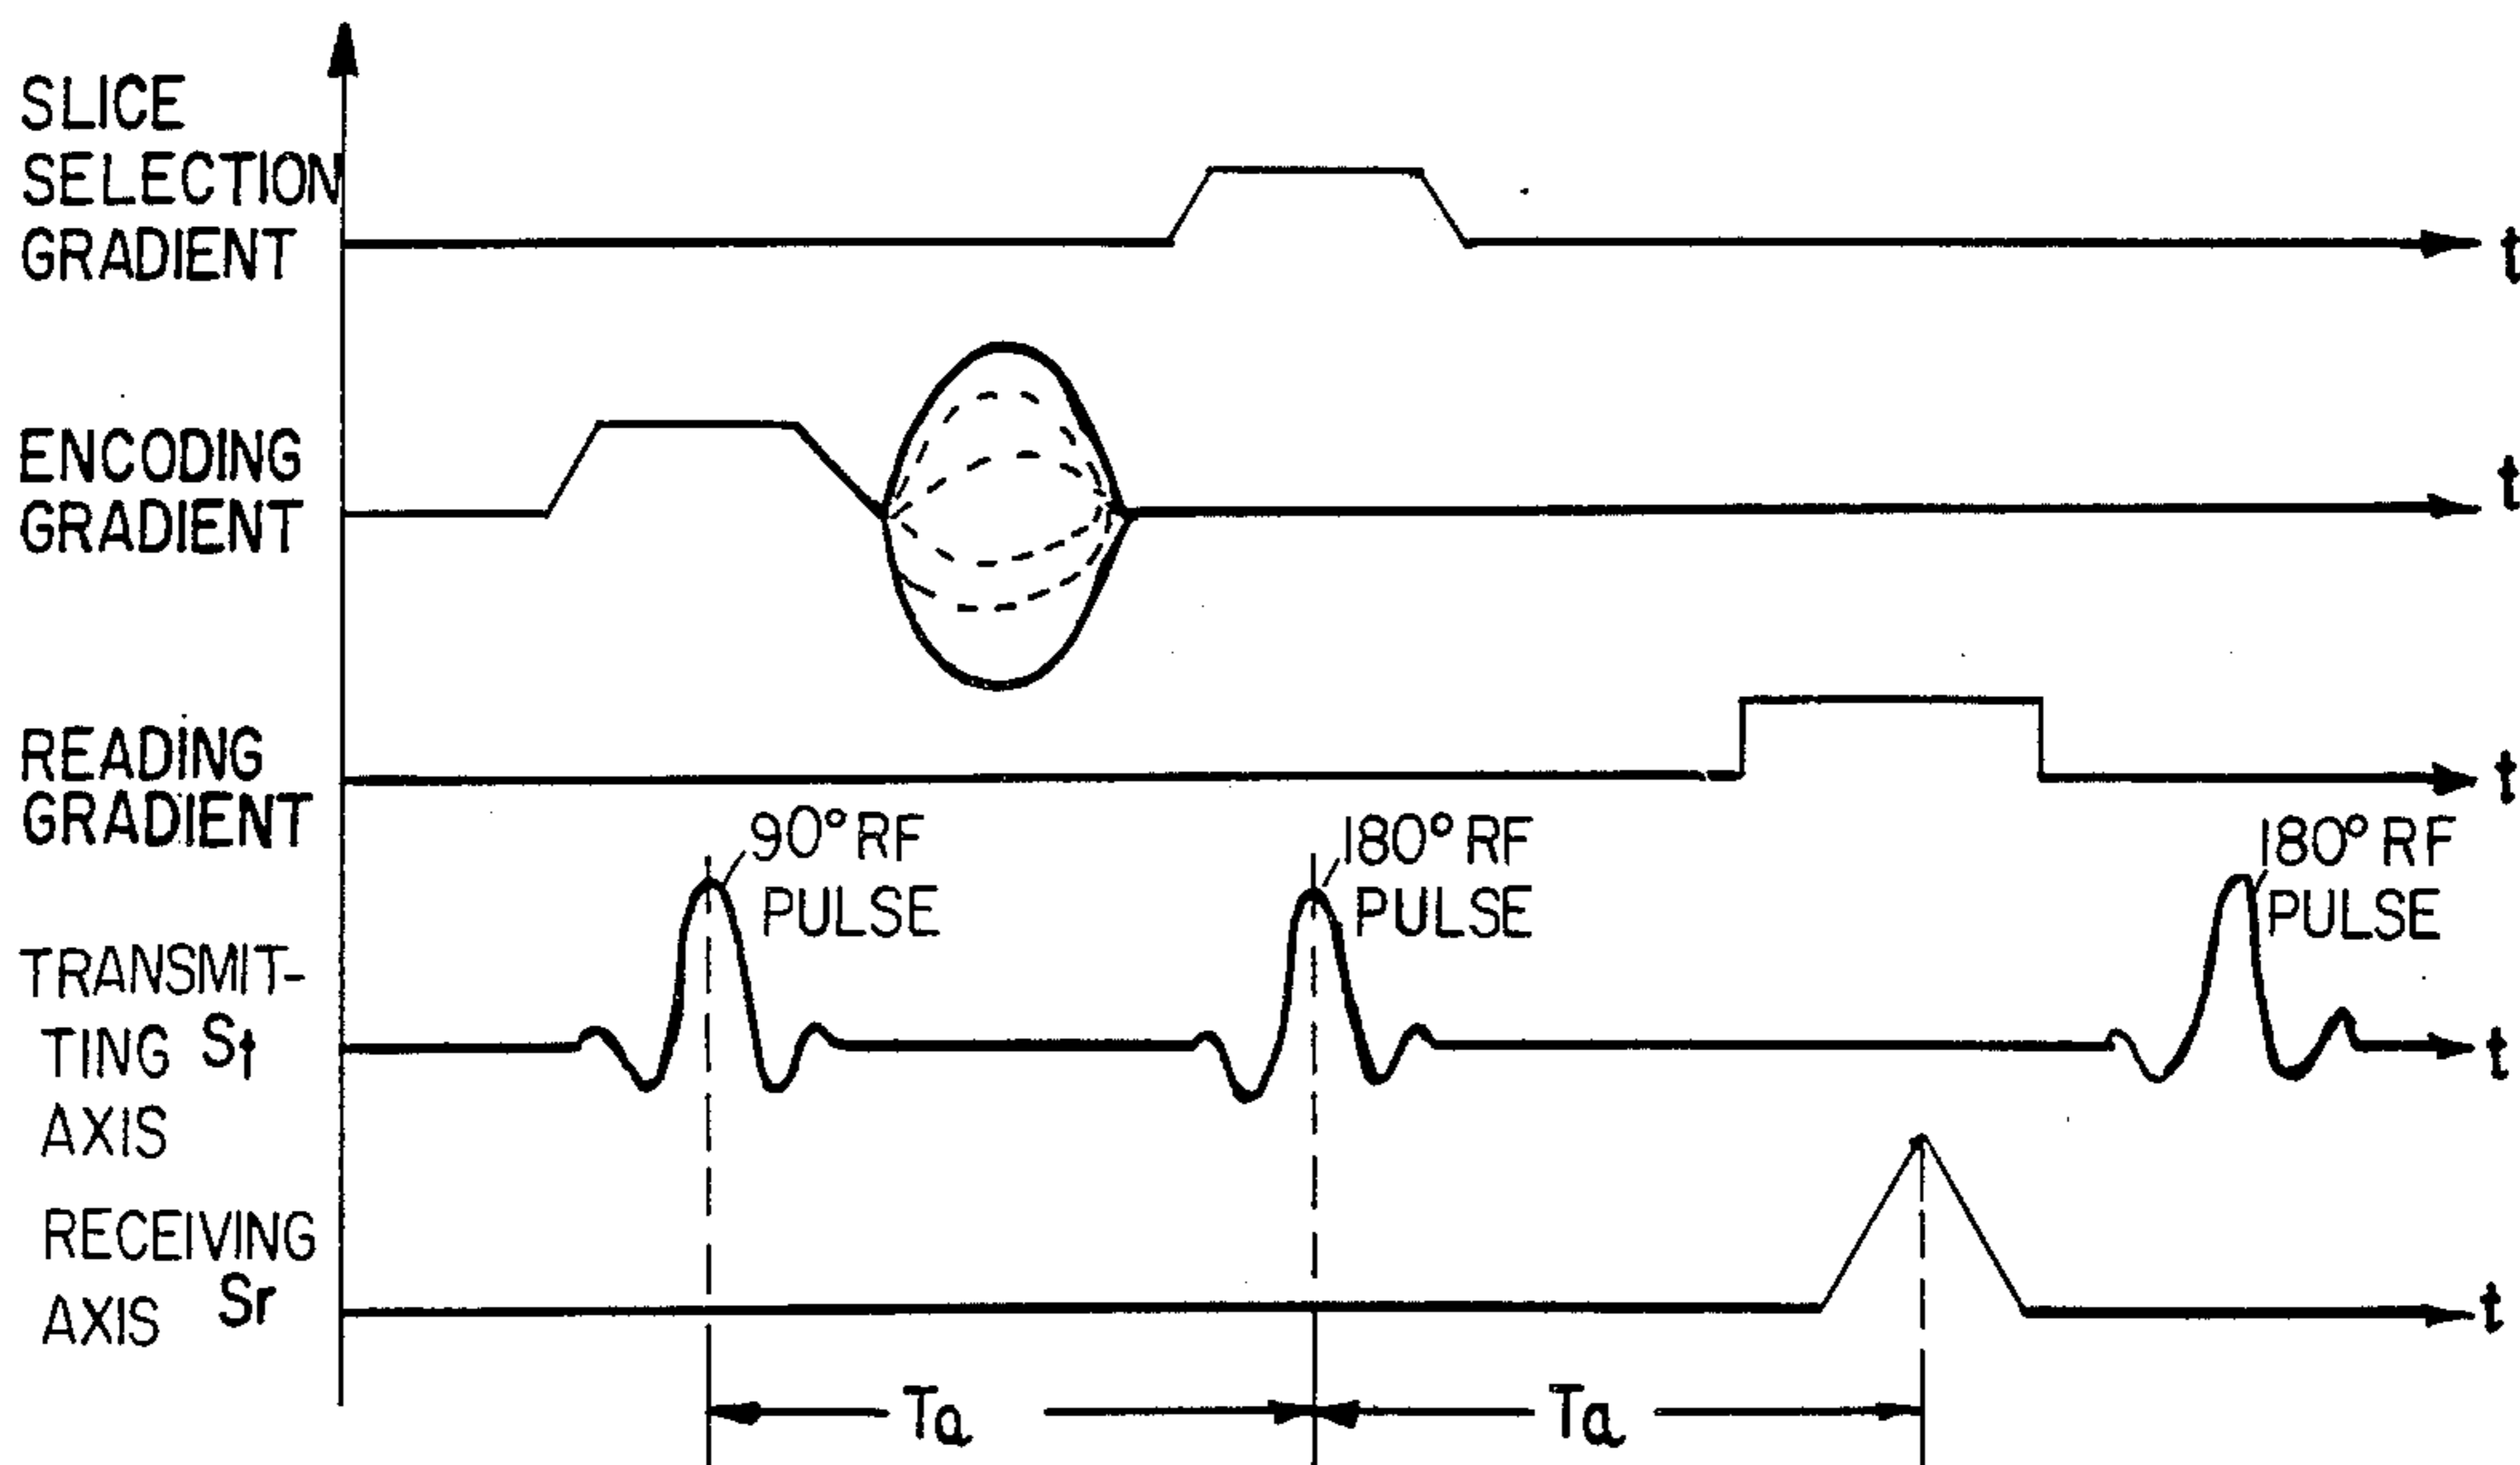 SLICE
SELECTION
GRADIENT
t
ENCODING
GRADIENT
t
READING
GRADIENT
t
90° RF
PULSE
180° RF
PULSE
180° RF
PULSE
TRANSMIT-
TING St
AXIS
t
RECEIVING
AXIS Sr
t
Ta
Ta